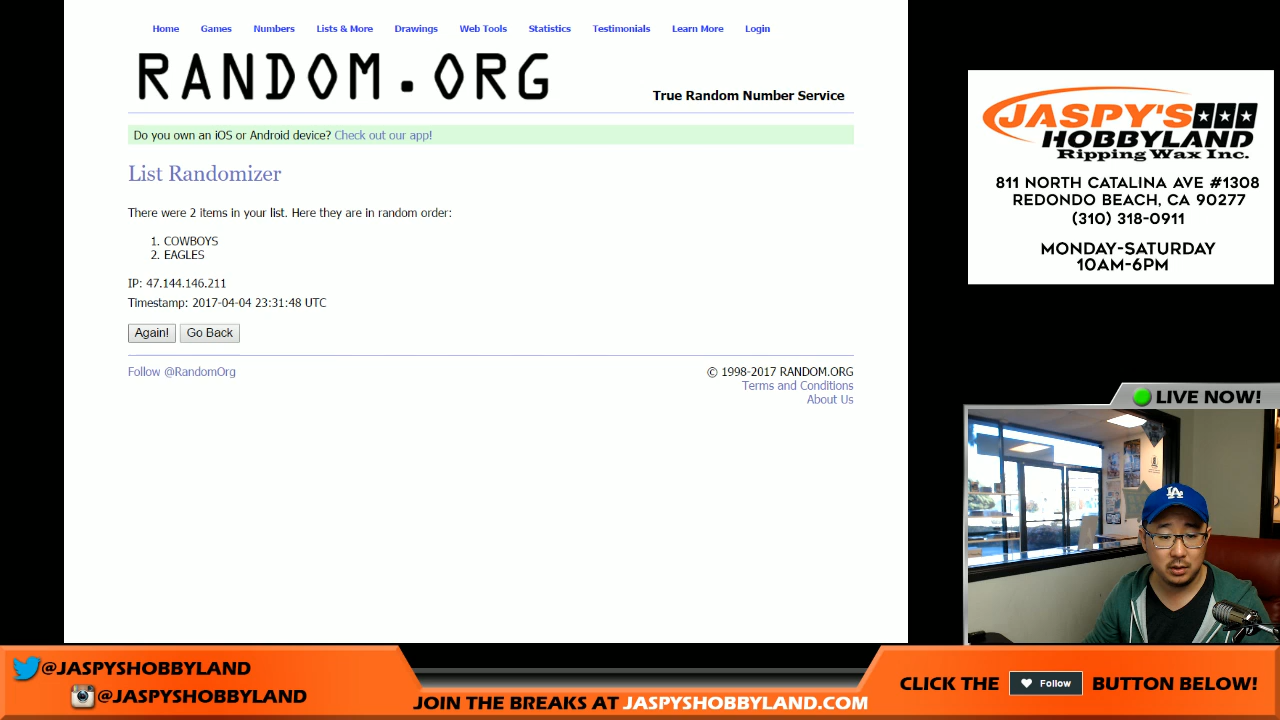 Home Games Numbers Lists & More Drawings Web Tools Statistics Testimonials Learn More Login
RANDOM.ORG
True Random Number Service
Do you own an iOS or Android device? Check out our app!
List Randomizer
There were 2 items in your list. Here they are in random order:
1. COWBOYS
2. EAGLES
IP: 47.144.146.211
Timestamp: 2017-04-04 23:31:48 UTC
Again! Go Back
Follow @RandomOrg
© 1998-2017 RANDOM.ORG
Terms and Conditions
About Us
JASPY'S
HOBBYLAND
Ripping Wax Inc.
811 NORTH CATALINA AVE #1308
REDONDO BEACH, CA 90277
(310) 318-0911
MONDAY-SATURDAY
10AM-6PM
LIVE NOW!
LA
@JASPYSHOBBYLAND
@JASPYSHOBBYLAND
JOIN THE BREAKS AT JASPYSHOBBYLAND.COM
CLICK THE Follow BUTTON BELOW!